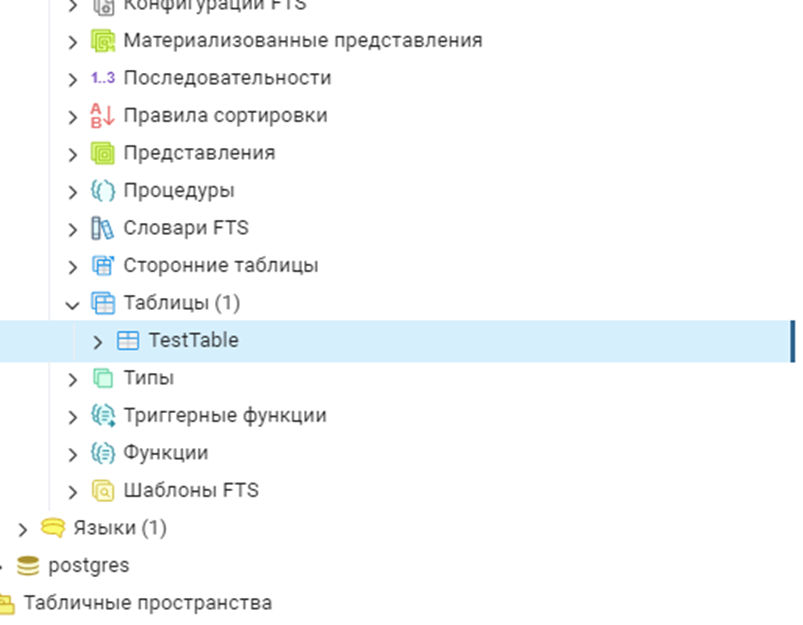 Конфигурации FTS
Материализованные представления
1..3 Последовательности
AB Правила сортировки
Представления
Процедуры
Словари FTS
Сторонние таблицы
Таблицы (1)
TestTable
Типы
Триггерные функции
Функции
Шаблоны FTS
Языки (1)
postgres
Табличные пространства